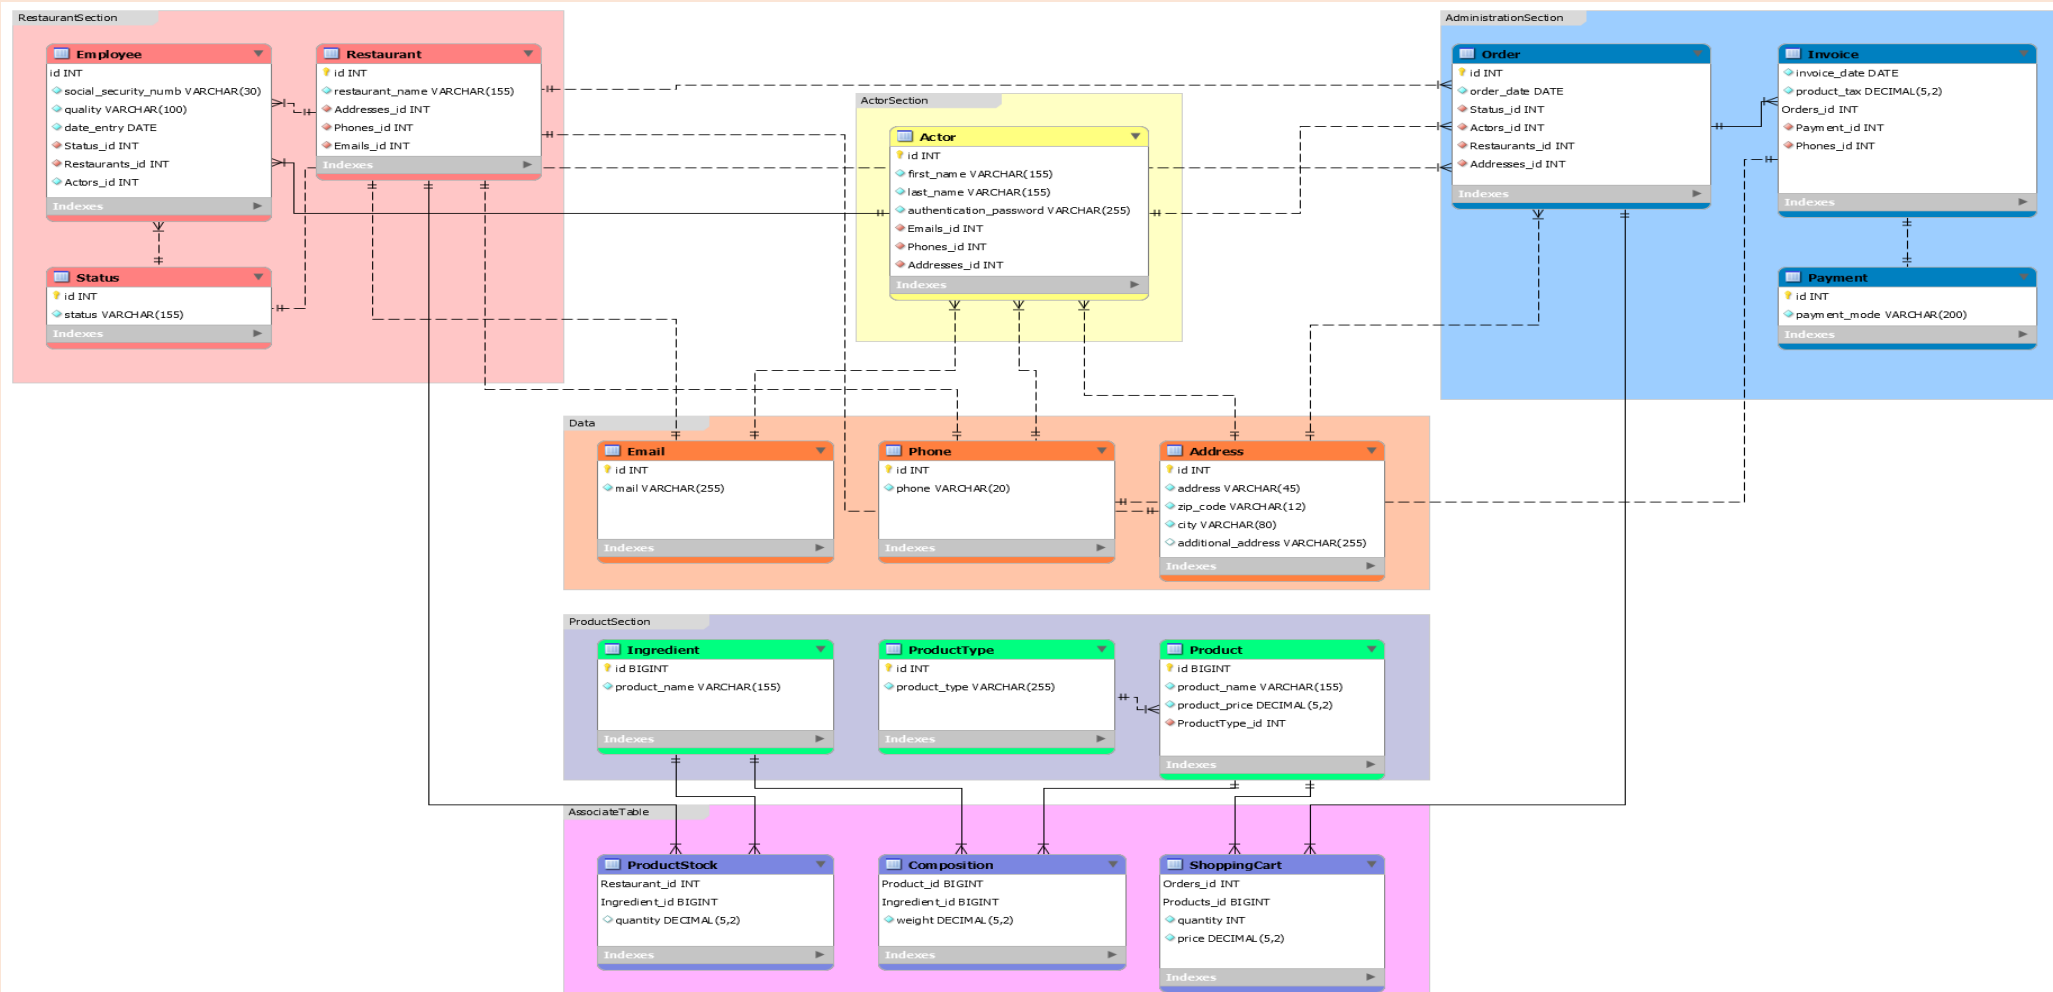 RestaurantSection
Employee
id INT
social_security_numb VARCHAR(30)
quality VARCHAR(100)
date_entry DATE
Status_id INT
Restaurants_id INT
Actors_id INT
Indexes
Restaurant
id INT
restaurant_name VARCHAR(155)
Addresses_id INT
Phones_id INT
Emails_id INT
Indexes
Status
id INT
status VARCHAR(155)
Indexes
ActorSection
Actor
id INT
first_name VARCHAR(155)
last_name VARCHAR(155)
authentication_password VARCHAR(255)
Emails_id INT
Phones_id INT
Addresses_id INT
Indexes
AdministrationSection
Order
id INT
order_date DATE
Status_id INT
Actors_id INT
Restaurants_id INT
Addresses_id INT
Indexes
Invoice
invoice_date DATE
product_tax DECIMAL(5,2)
Orders_id INT
Payment_id INT
Phones_id INT
Indexes
Payment
id INT
payment_mode VARCHAR(200)
Indexes
Data
Email
id INT
mail VARCHAR(255)
Indexes
Phone
id INT
phone VARCHAR(20)
Indexes
Address
id INT
address VARCHAR(45)
zip_code VARCHAR(12)
city VARCHAR(80)
additional_address VARCHAR(255)
Indexes
ProductSection
Ingredient
id BIGINT
product_name VARCHAR(155)
Indexes
ProductType
id INT
product_type VARCHAR(255)
Indexes
Product
id BIGINT
product_name VARCHAR(155)
product_price DECIMAL(5,2)
ProductType_id INT
Indexes
AssociateTable
ProductStock
Restaurant_id INT
Ingredient_id BIGINT
quantity DECIMAL(5,2)
Indexes
Composition
Product_id BIGINT
Ingredient_id BIGINT
weight DECIMAL(5,2)
Indexes
ShoppingCart
Orders_id INT
Products_id BIGINT
quantity INT
price DECIMAL(5,2)
Indexes